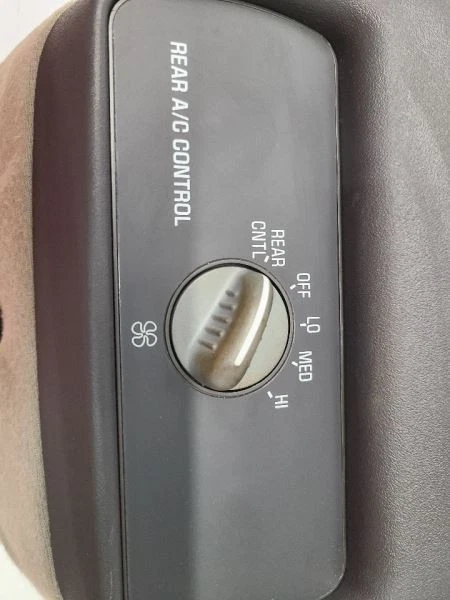 REAR A/C CONTROL
REAR
CNTL
OFF
LO
MED
HI